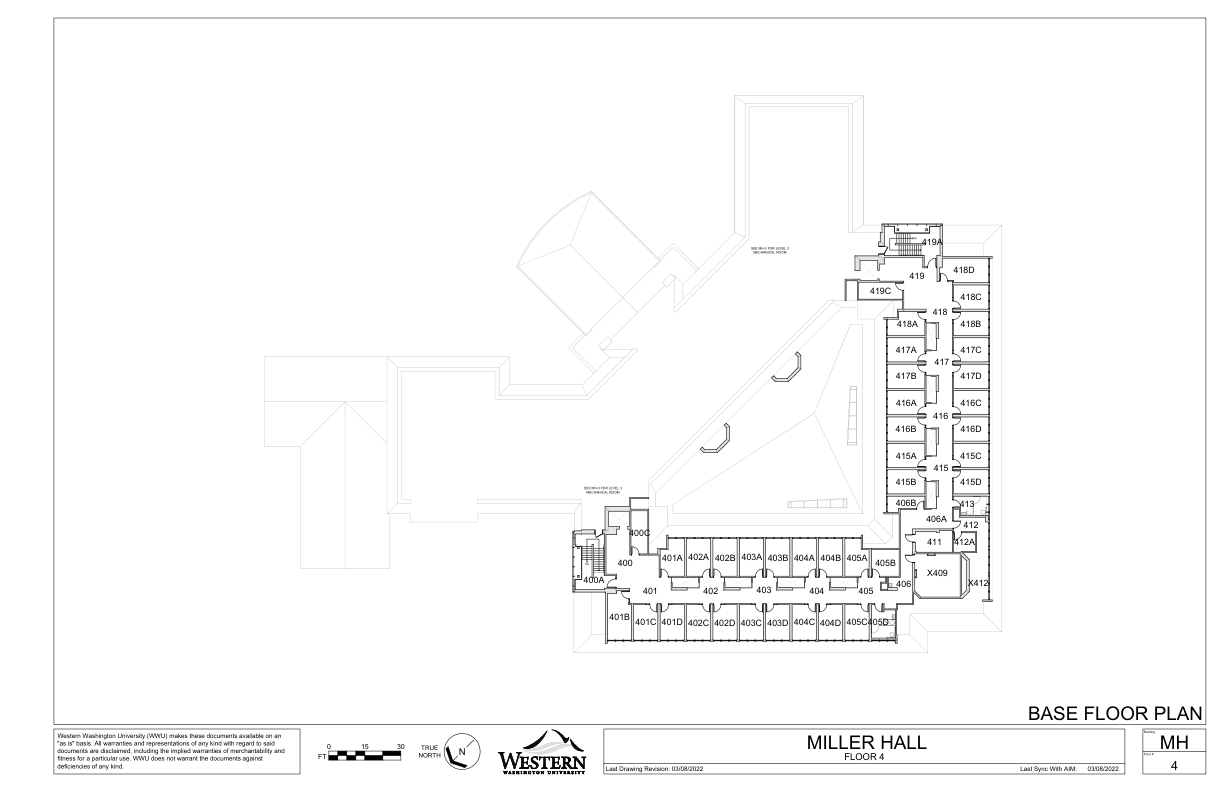 SEE MH-3 FOR LEVEL 3
MECHANICAL ROOM
419A
419
418D
419C
418C
418
418A
418B
417A
417C
417
417B
417D
416A
416C
416
416B
416D
415A
415C
415
415B
415D
SEE MH-3 FOR LEVEL 3
MECHANICAL ROOM
406B
413
406A
412
400C
411
412A
400
401A
402A
402B
403A
403B
404A
404B
405A
405B
400A
X409
X412
406
401
402
403
404
405
401B
401C
401D
402C
402D
403C
403D
404C
404D
405C
405D
BASE FLOOR PLAN
Western Washington University (WWU) makes these documents available on an
"as is" basis. All warranties and representations of any kind with regard to said
documents are disclaimed, including the implied warranties of merchantability and
fitness for a particular use. WWU does not warrant the documents against
deficiencies of any kind.
0 15 30
FT
TRUE
NORTH
N
WESTERN
WASHINGTON UNIVERSITY
MILLER HALL
FLOOR 4
Last Drawing Revision: 03/08/2022
Last Sync With AIM: 03/08/2022
Building
MH
Floor #
4